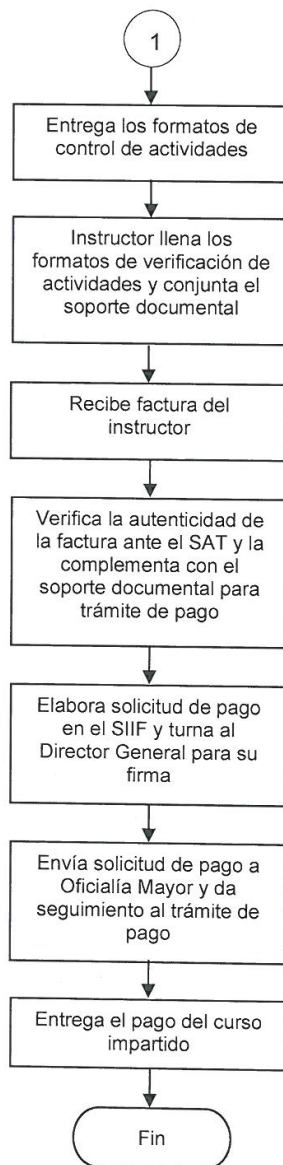 1
Entrega los formatos de
control de actividades
Instructor llena los
formatos de verificación de
actividades y conjunta el
soporte documental
Recibe factura del
instructor
Verifica la autenticidad de
la factura ante el SAT y la
complementa con el
soporte documental para
trámite de pago
Elabora solicitud de pago
en el SIIF y turna al
Director General para su
firma
Envía solicitud de pago a
Oficialía Mayor y da
seguimiento al trámite de
pago
Entrega el pago del curso
impartido
Fin